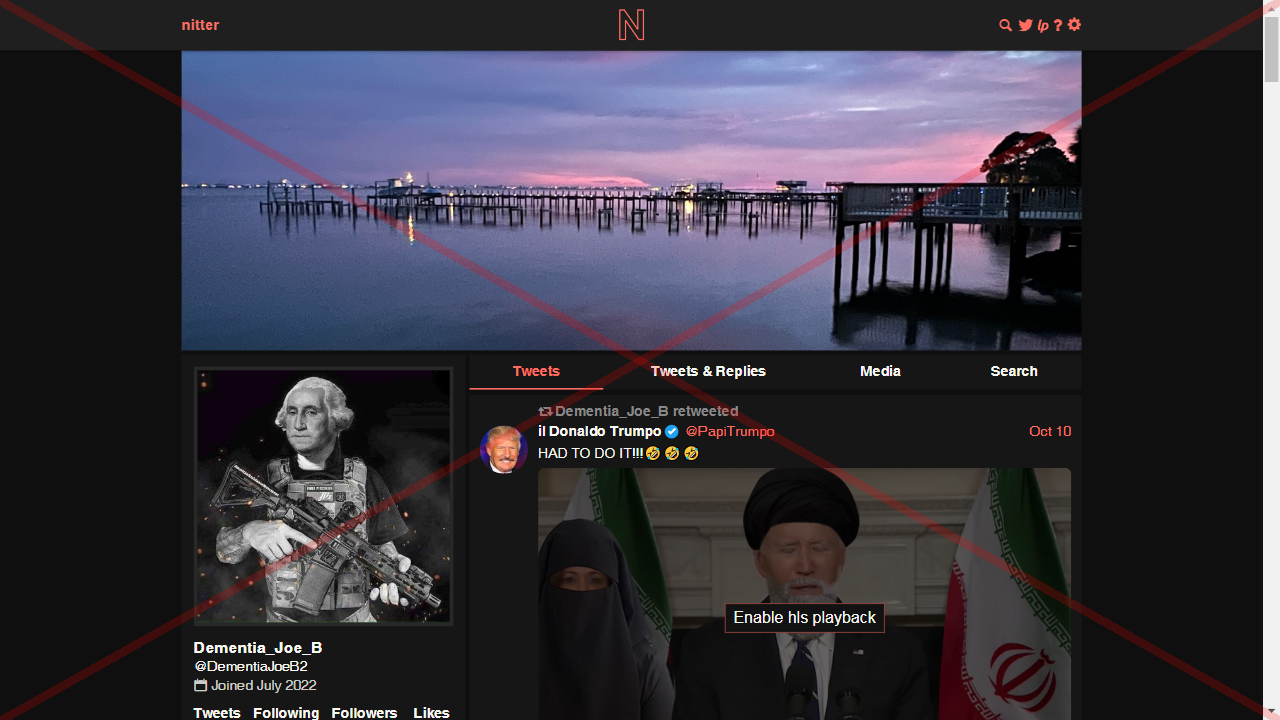 nitter
N
lp ?
Tweets Tweets & Replies Media Search
Dementia_Joe_B retweeted
il Donaldo Trumpo @PapiTrumpo Oct 10
HAD TO DO IT!!!🤣 🤣 🤣
Enable hls playback
Dementia_Joe_B
@DementiaJoeB2
Joined July 2022
Tweets Following Followers Likes